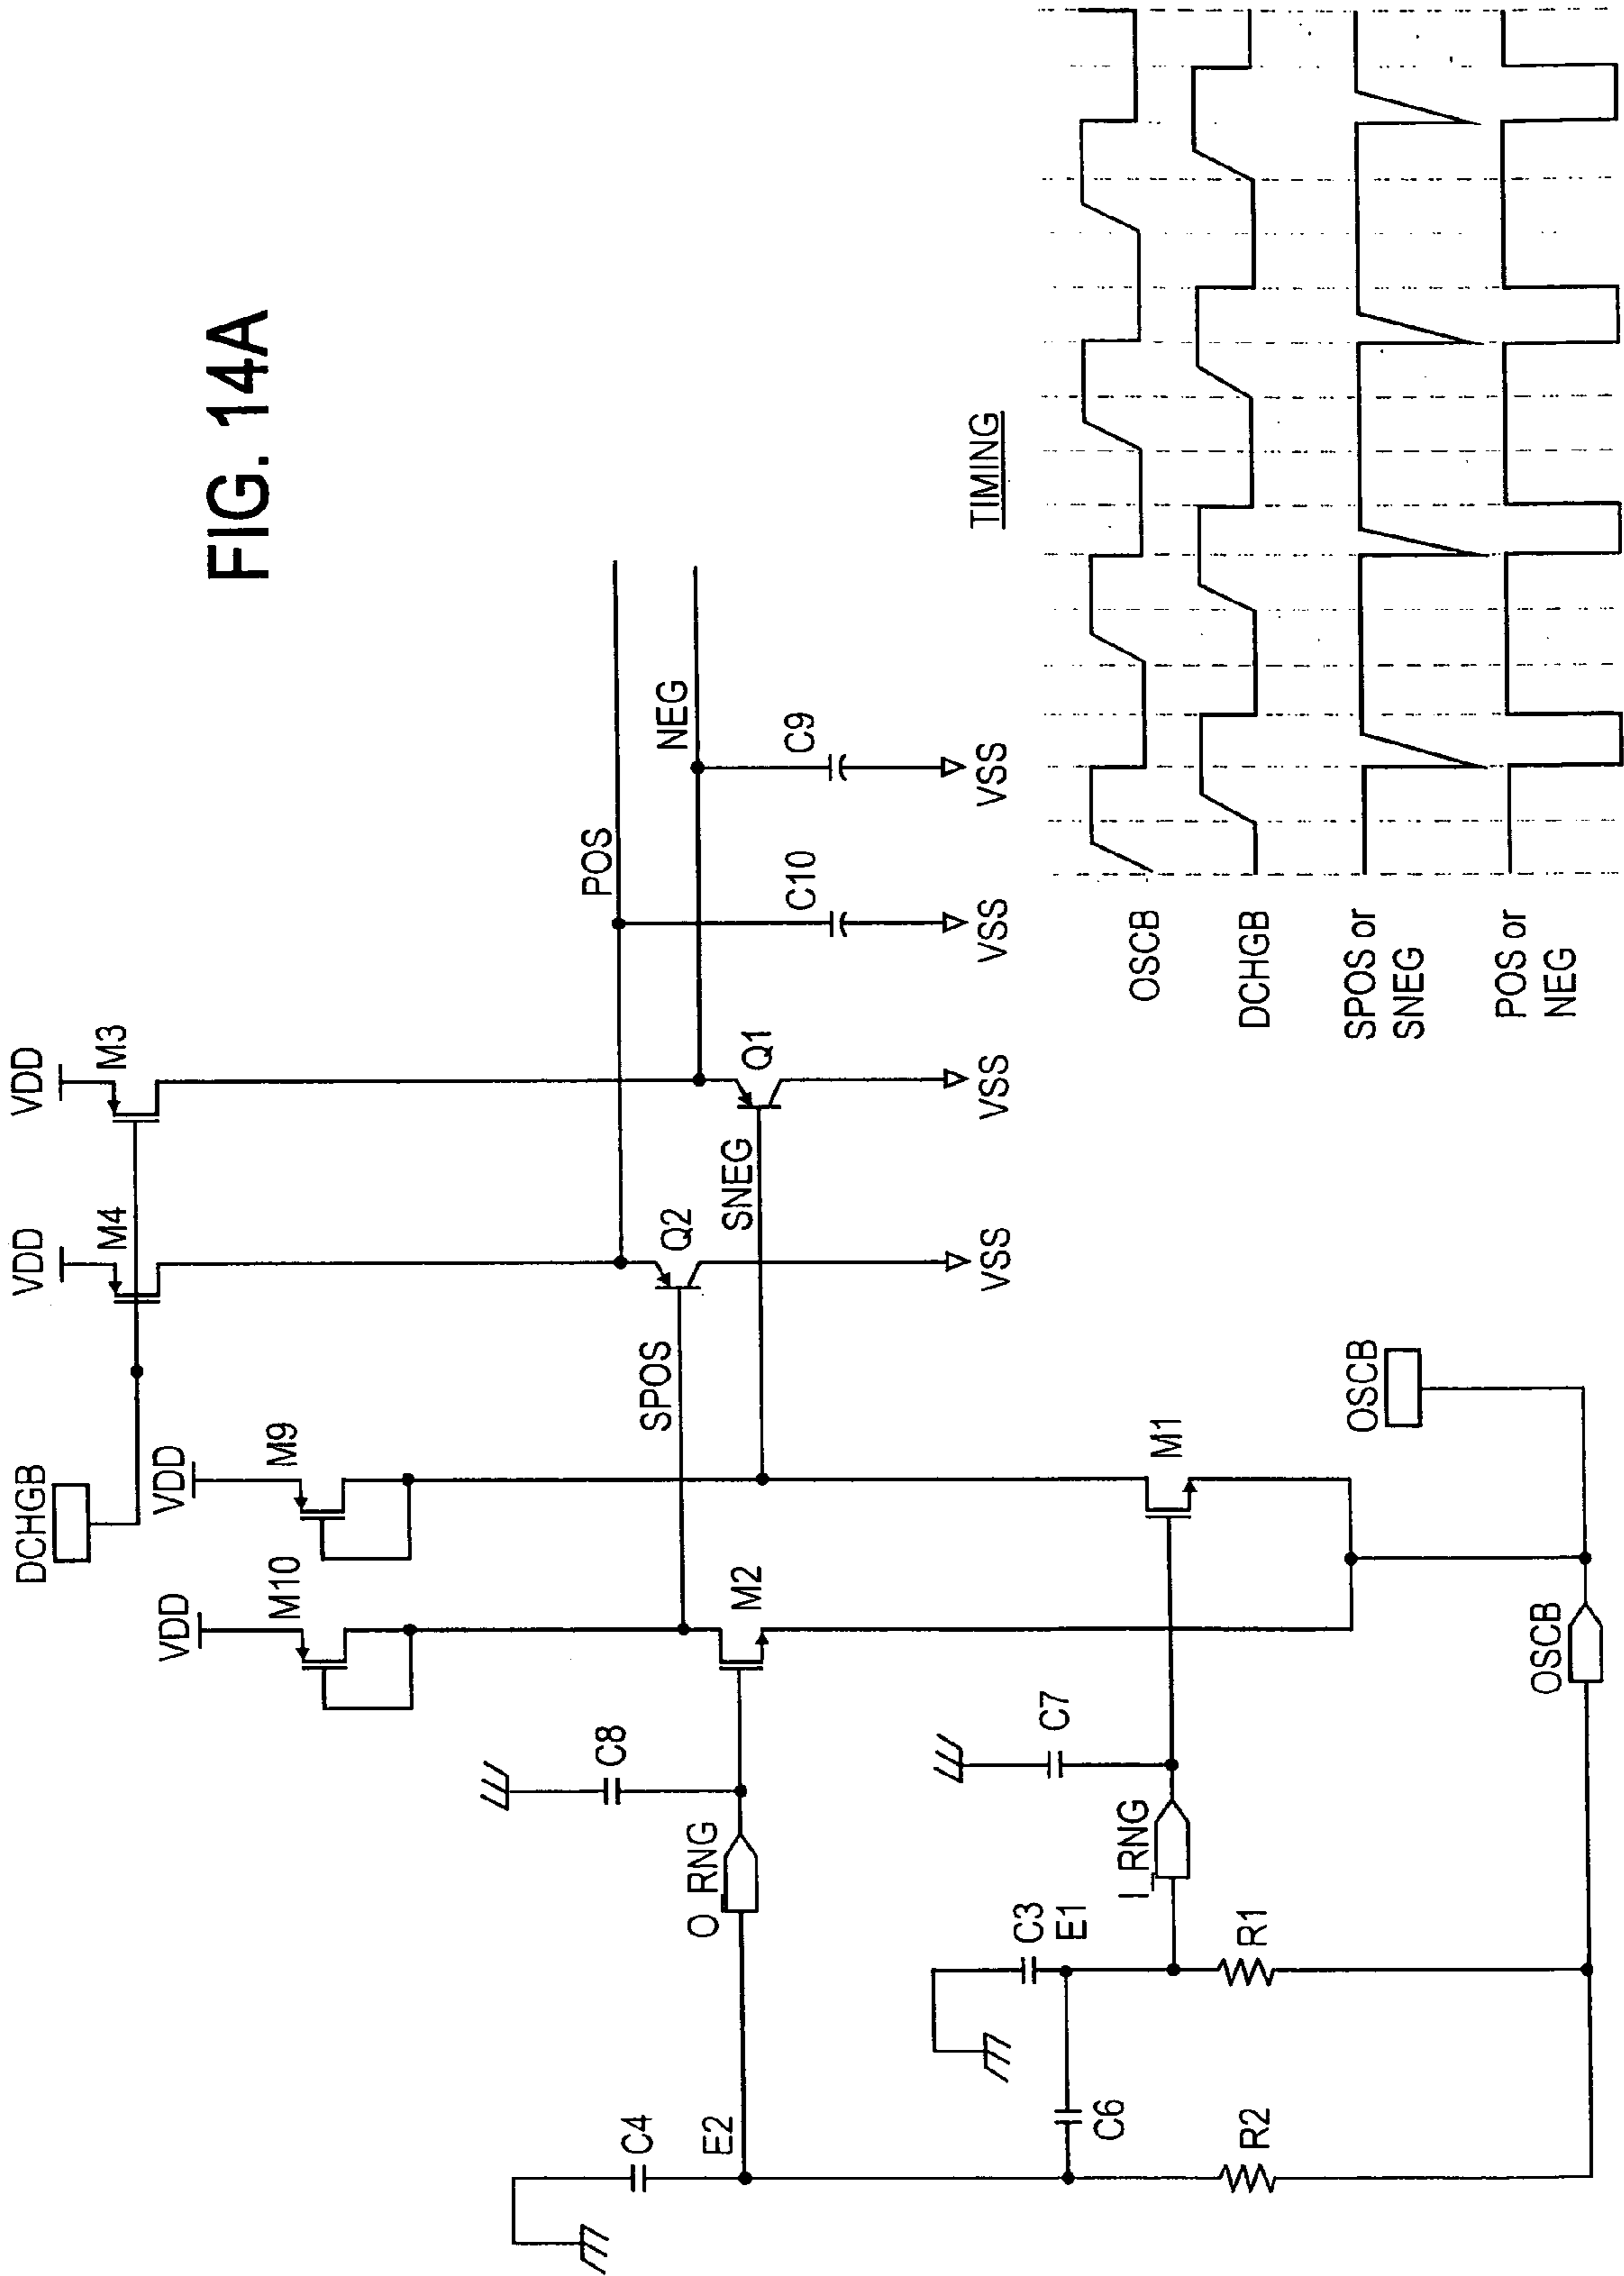 FIG. 14A
VDD
M3
VDD
M4
DCHGB
VDD
M9
VDD
M10
POS
NEG
C9
VSS
C10
VSS
Q1
VSS
SNEG
Q2
VSS
SPOS
M2
M1
OSCB
C8
C7
O_RNG
I_RNG
OSCB
C3
E1
R1
C4
E2
C6
R2
TIMING
OSCB
DCHGB
SPOS or
SNEG
POS or
NEG